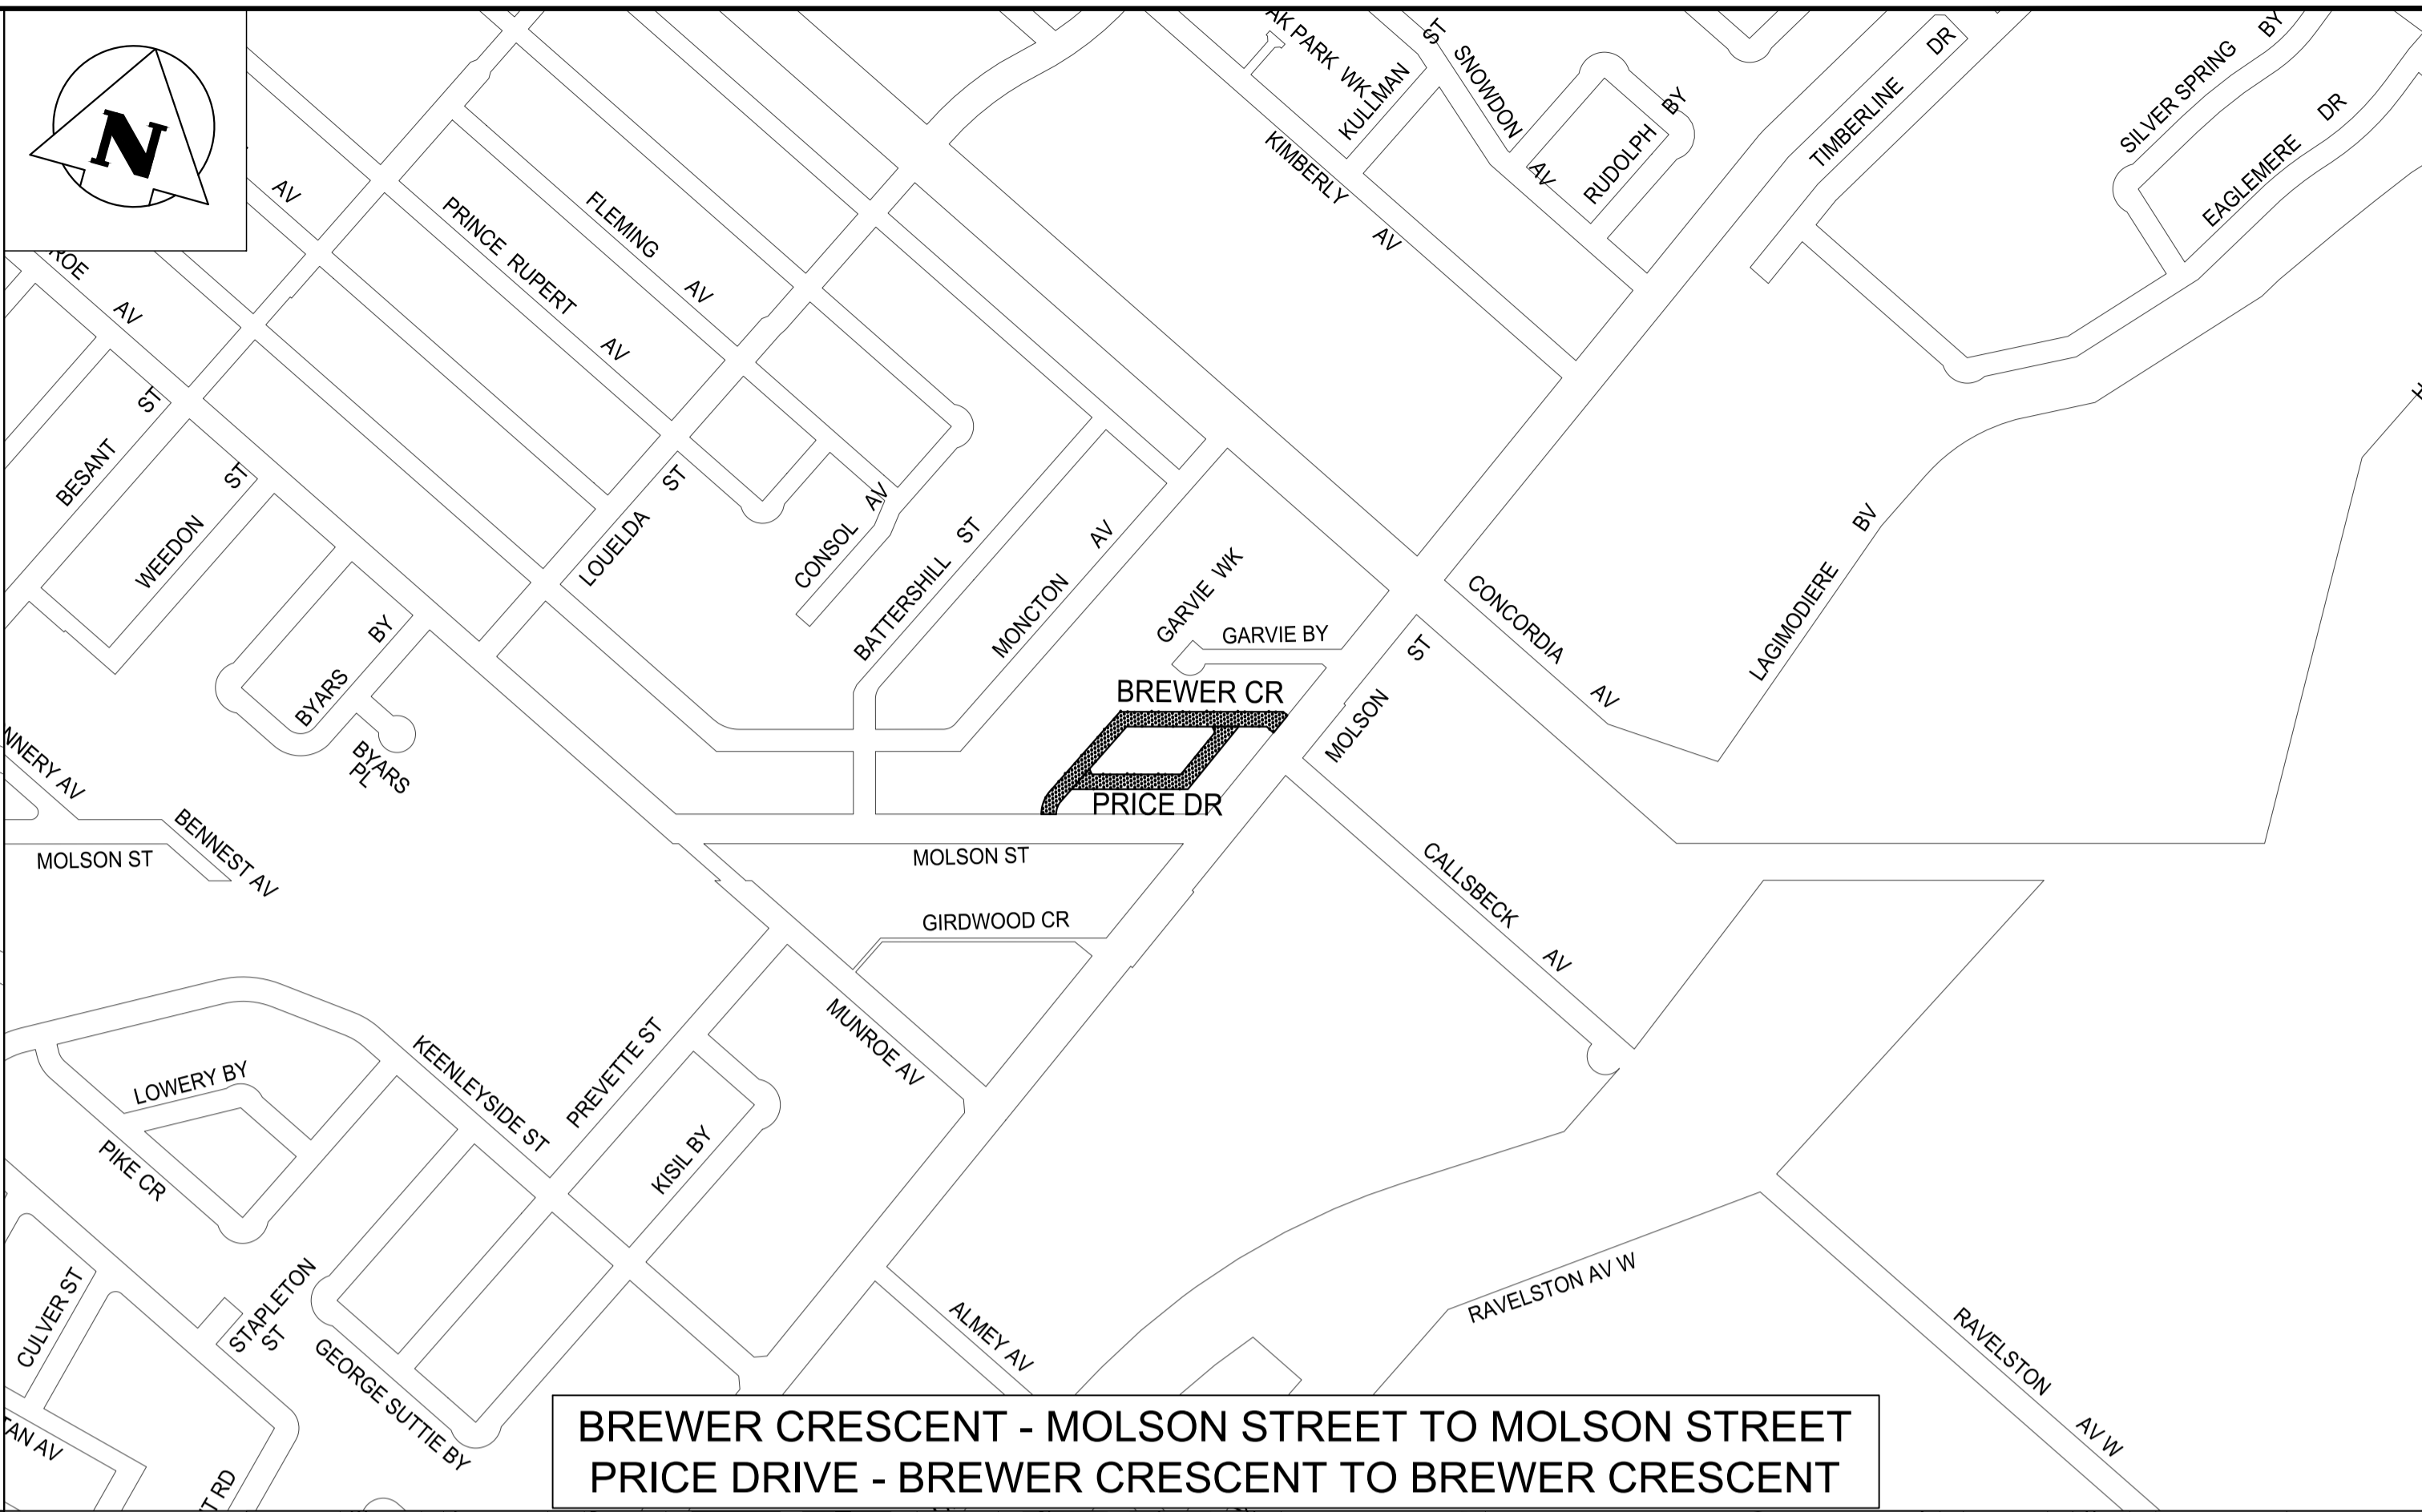 N
AK PARK WK
KULLMAN ST
SNOWDON AV
RUDOLPH BY
TIMBERLINE DR
SILVER SPRING BY
EAGLEMERE DR
KIMBERLY AV
AV
FLEMING AV
PRINCE RUPERT AV
ROE AV
BESANT ST
WEEDON ST
LOUELDA ST
CONSOL AV
BATTERSHILL ST
MONCTON AV
GARVIE WK
GARVIE BY
CONCORDIA AV
LAGIMODIERE BV
BYARS BY
BYARS
PL
BREWER CR
MOLSON ST
PRICE DR
NNERY AV
BENNEST AV
MOLSON ST
MOLSON ST
GIRDWOOD CR
CALLSBECK AV
MUNROE AV
PREVETTE ST
KEENLEYSIDE ST
LOWERY BY
PIKE CR
KISIL BY
STAPLETON
ST
CULVER ST
GEORGE SUTTIE BY
ALMEY AV
RAVELSTON AV W
RAVELSTON AV W
TAN AV
T RD
BREWER CRESCENT - MOLSON STREET TO MOLSON STREET
PRICE DRIVE - BREWER CRESCENT TO BREWER CRESCENT